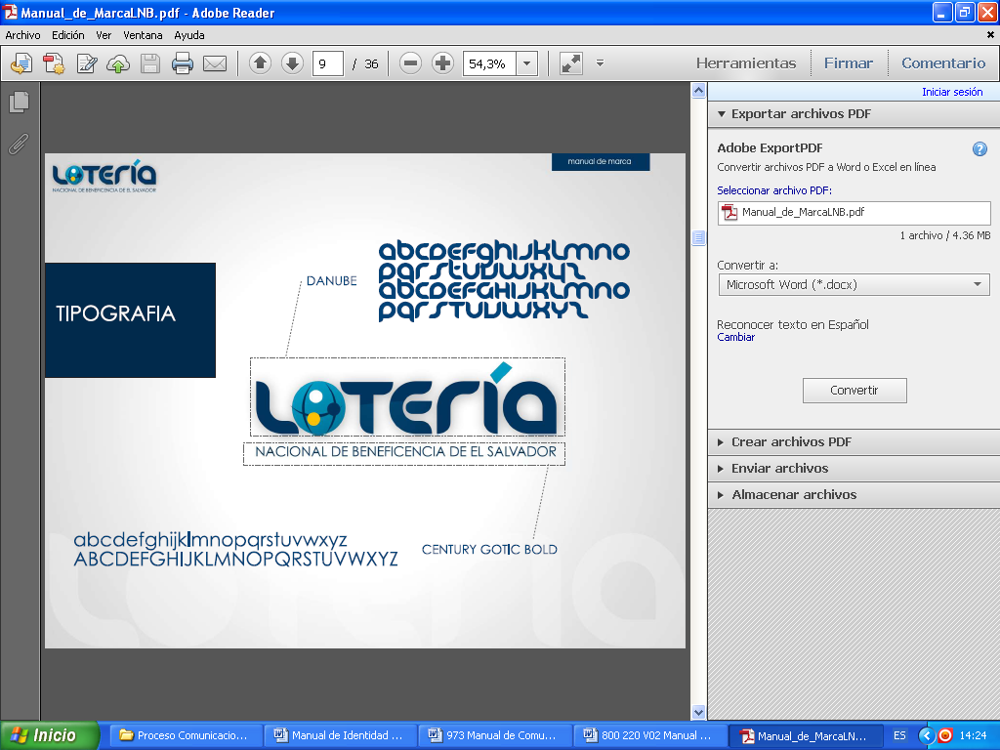 Manual_de_MarcaLNB.pdf - Adobe Reader
Archivo Edición Ver Ventana Ayuda
9 / 36 54,3% Herramientas Firmar Comentario
Iniciar sesión
Exportar archivos PDF
Adobe ExportPDF
Convertir archivos PDF a Word o Excel en línea
Seleccionar archivo PDF:
Manual_de_MarcaLNB.pdf
1 archivo / 4.36 MB
Convertir a:
Microsoft Word (*.docx)
Reconocer texto en Español
Cambiar
Convertir
Crear archivos PDF
Enviar archivos
Almacenar archivos
LOTERÍA
NACIONAL DE BENEFICENCIA DE EL SALVADOR
manual de marca
TIPOGRAFIA
DANUBE
abcdefghijklmno
pqrstuvwxyz
abcdefGhijklmno
pqrstuvwxyz
LOTERÍA
NACIONAL DE BENEFICENCIA DE EL SALVADOR
abcdefghijklmnopqrstuvwxyz
ABCDEFGHIJKLMNOPQRSTUVWXYZ
CENTURY GOTIC BOLD
lotería
Inicio
Proceso Comunicacio...
Manual de Identidad ...
973 Manual de Comu...
800 220 V02 Manual ...
Manual_de_MarcaLN...
ES
14:24